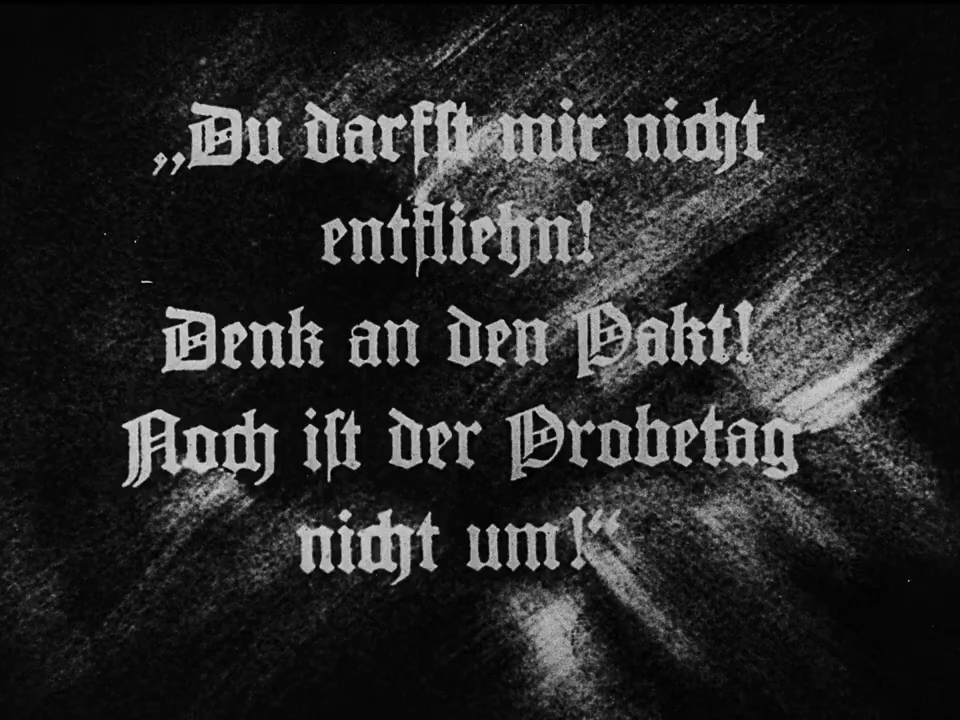 „Du darfst mir nicht
entfliehn!
Denk an den Pakt!
Noch ist der Probetag
nicht um!“